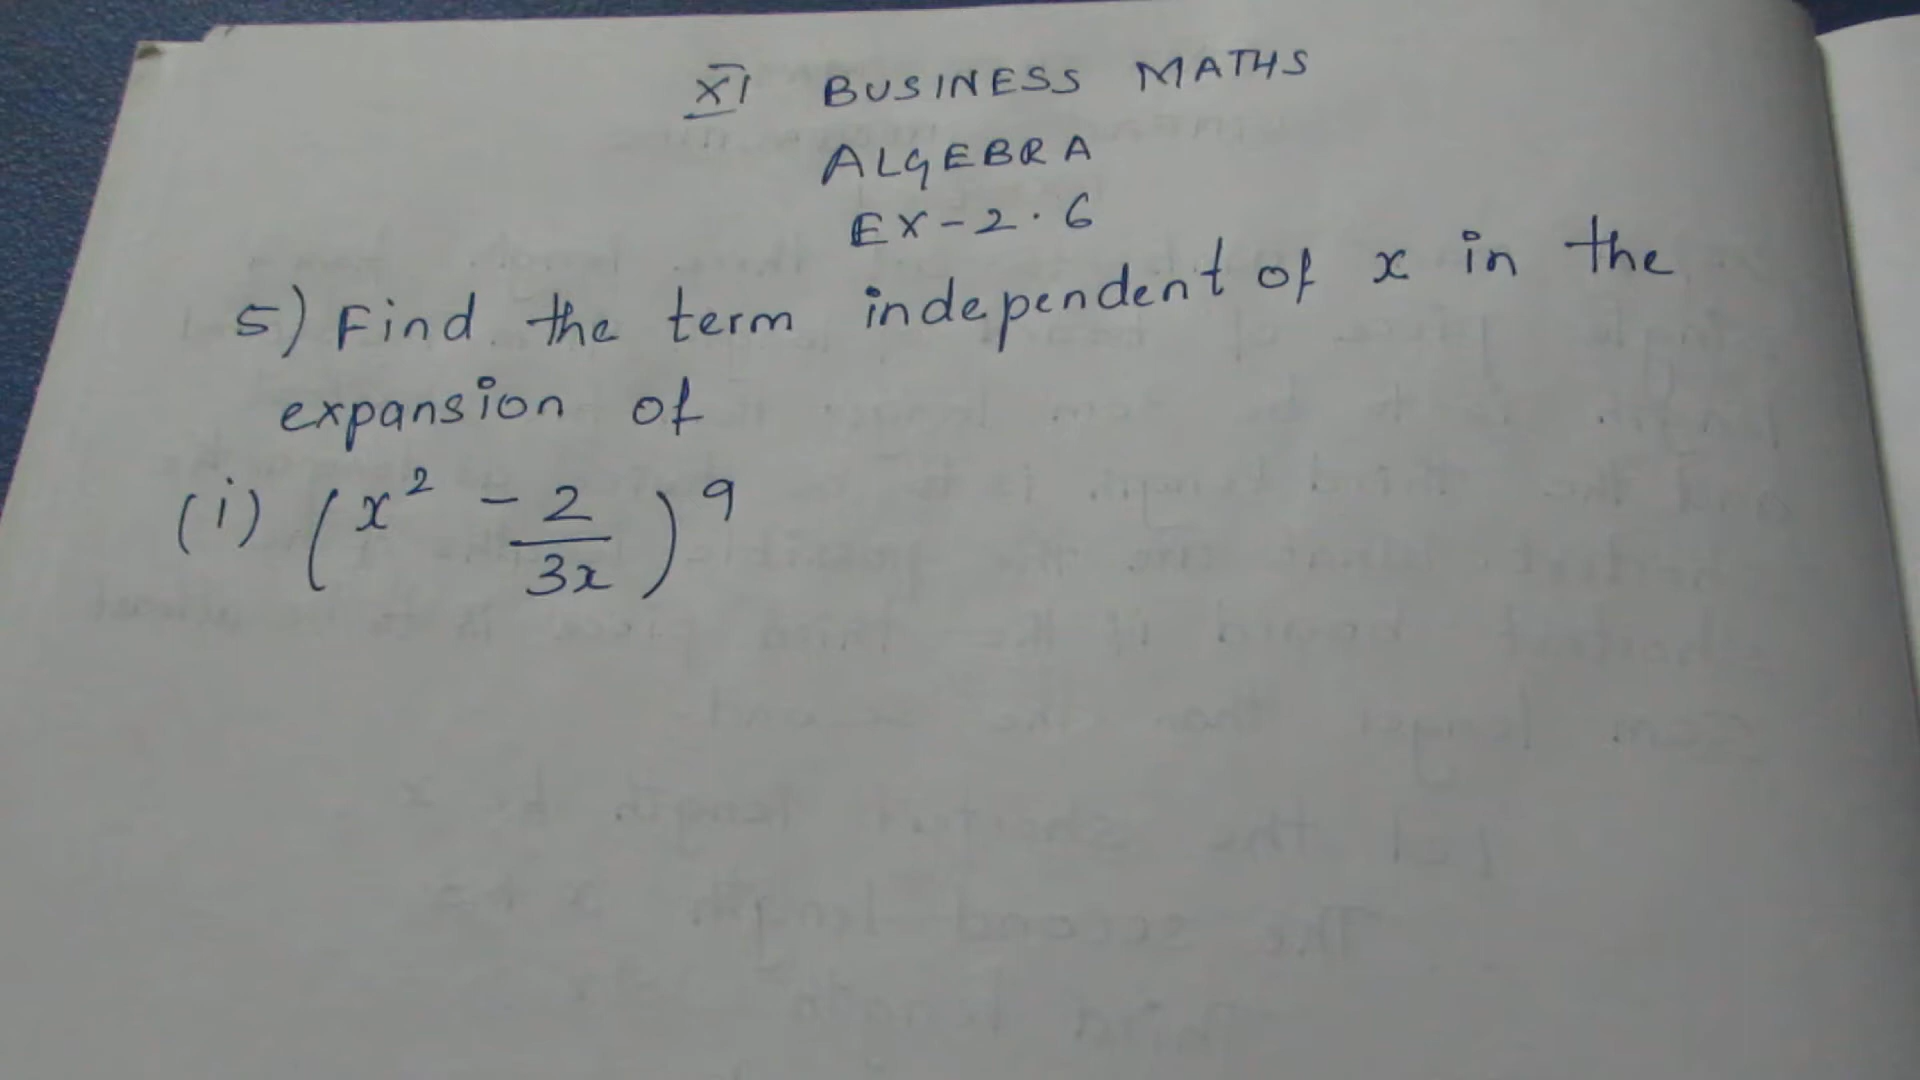 XI BUSINESS MATHS
ALGEBRA
EX-2.6
5) Find the term independent of x in the
expansion of
(i) (x² - 2/3x)⁹